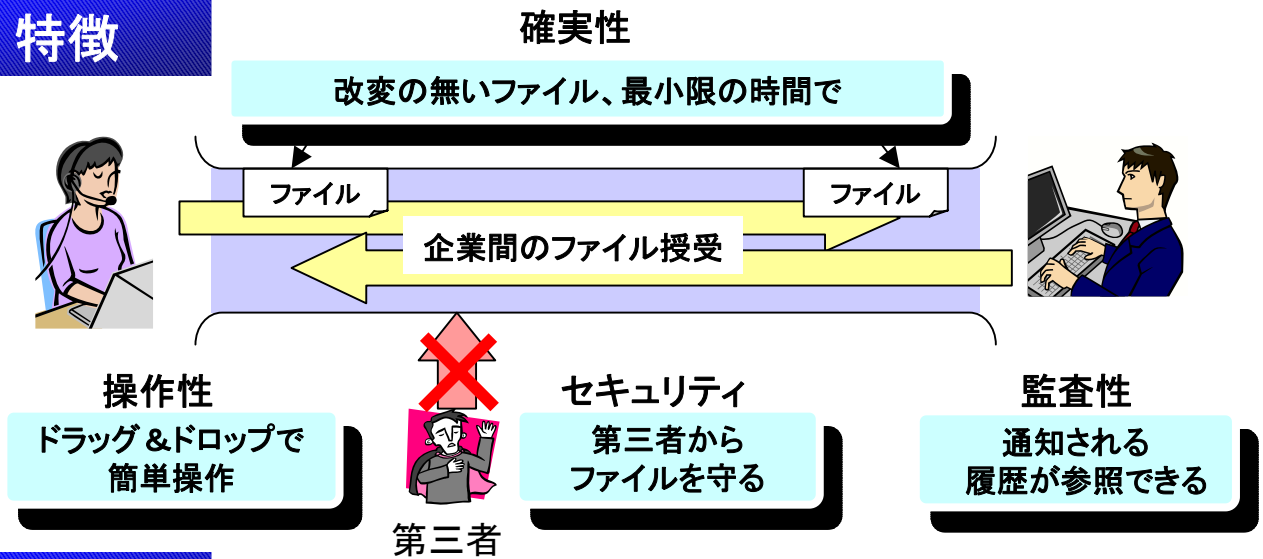 特徴
確実性
改変の無いファイル、最小限の時間で
ファイル
ファイル
企業間のファイル授受
操作性
ドラッグ&ドロップで
簡単操作
セキュリティ
第三者から
ファイルを守る
監査性
通知される
履歴が参照できる
第三者